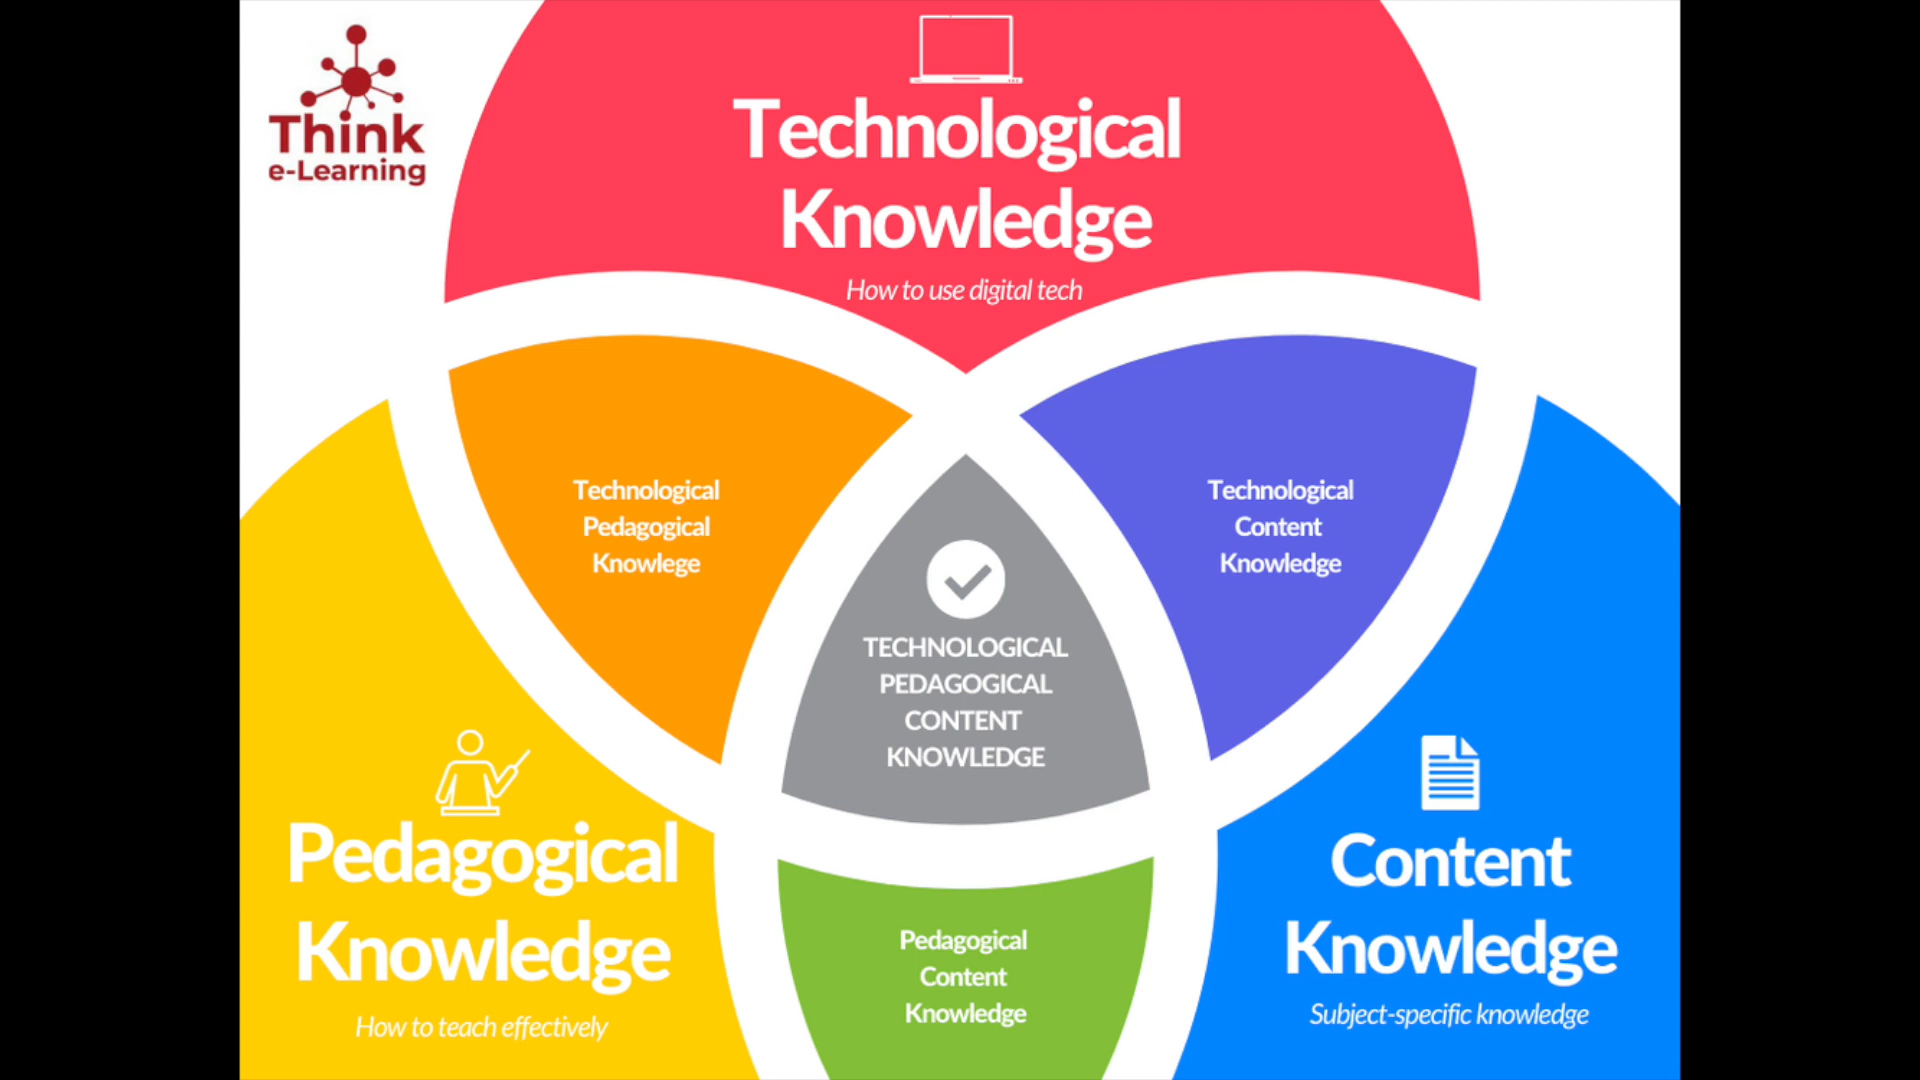 Think
e-Learning
Technological
Knowledge
How to use digital tech
Technological
Pedagogical
Knowlege
Technological
Content
Knowledge
TECHNOLOGICAL
PEDAGOGICAL
CONTENT
KNOWLEDGE
Pedagogical
Knowledge
How to teach effectively
Pedagogical
Content
Knowledge
Content
Knowledge
Subject-specific knowledge